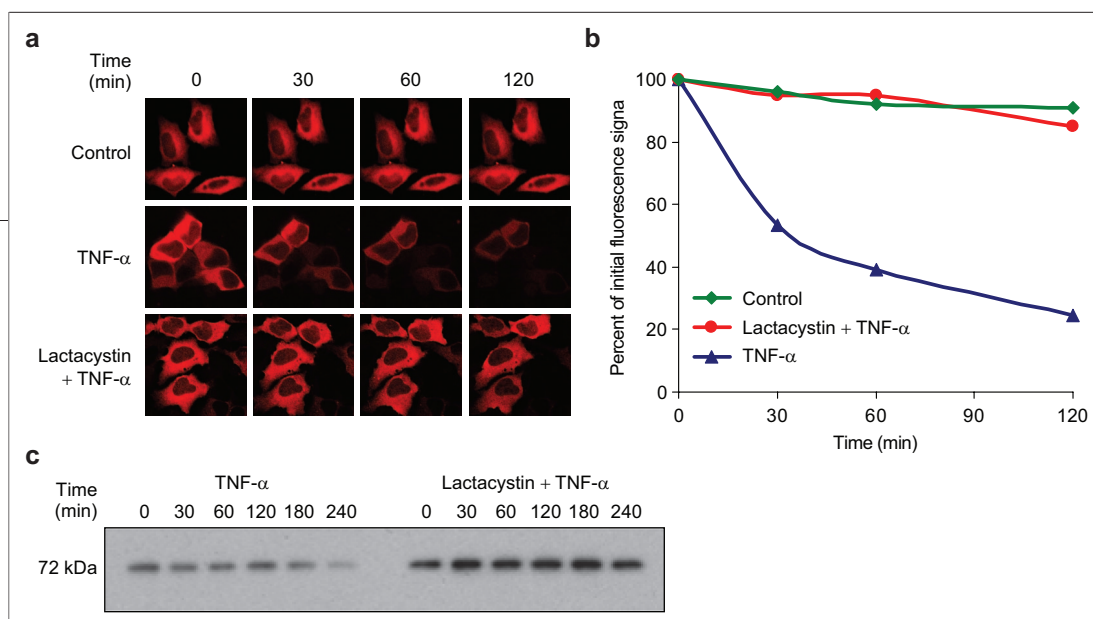 a
Time
(min)
0 30 60 120
Control
TNF-α
Lactacystin
+ TNF-α
b
Percent of initial fluorescence signa
100
80
60
40
20
0
Control
Lactacystin + TNF-α
TNF-α
0 30 60 90 120
Time (min)
c
TNF-α Lactacystin + TNF-α
Time
(min)
0 30 60 120 180 240 0 30 60 120 180 240
72 kDa